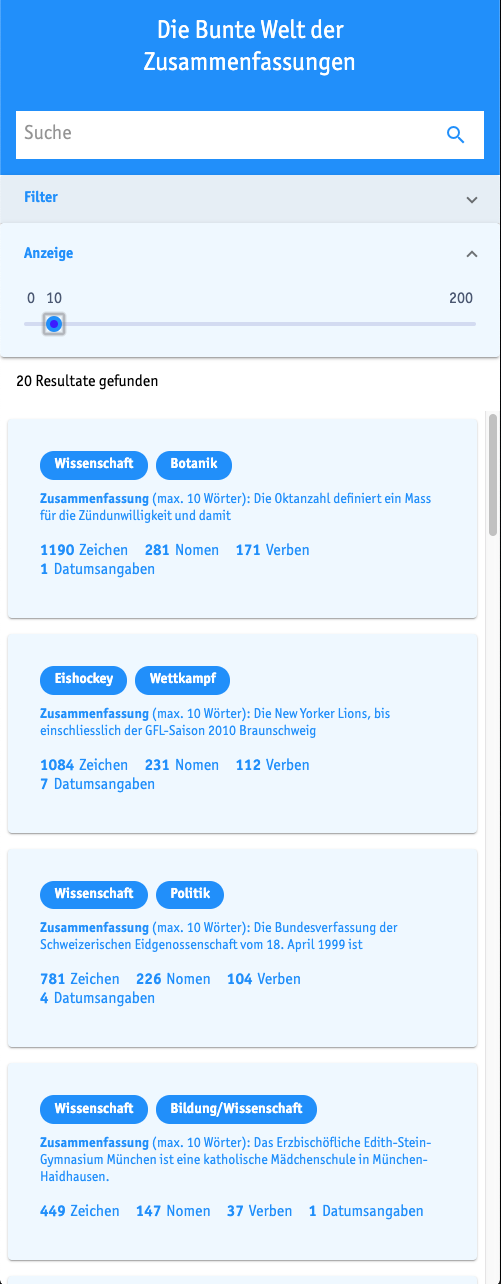 Die Bunte Welt der
Zusammenfassungen
Suche
Filter
Anzeige
0 10 200
20 Resultate gefunden
Wissenschaft Botanik
Zusammenfassung (max. 10 Wörter): Die Oktanzahl definiert ein Mass
für die Zündunwilligkeit und damit
1190 Zeichen 281 Nomen 171 Verben
1 Datumsangaben
Eishockey Wettkampf
Zusammenfassung (max. 10 Wörter): Die New Yorker Lions, bis
einschliesslich der GFL-Saison 2010 Braunschweig
1084 Zeichen 231 Nomen 112 Verben
7 Datumsangaben
Wissenschaft Politik
Zusammenfassung (max. 10 Wörter): Die Bundesverfassung der
Schweizerischen Eidgenossenschaft vom 18. April 1999 ist
781 Zeichen 226 Nomen 104 Verben
4 Datumsangaben
Wissenschaft Bildung/Wissenschaft
Zusammenfassung (max. 10 Wörter): Das Erzbischöfliche Edith-Stein-
Gymnasium München ist eine katholische Mädchenschule in München-
Haidhausen.
449 Zeichen 147 Nomen 37 Verben 1 Datumsangaben